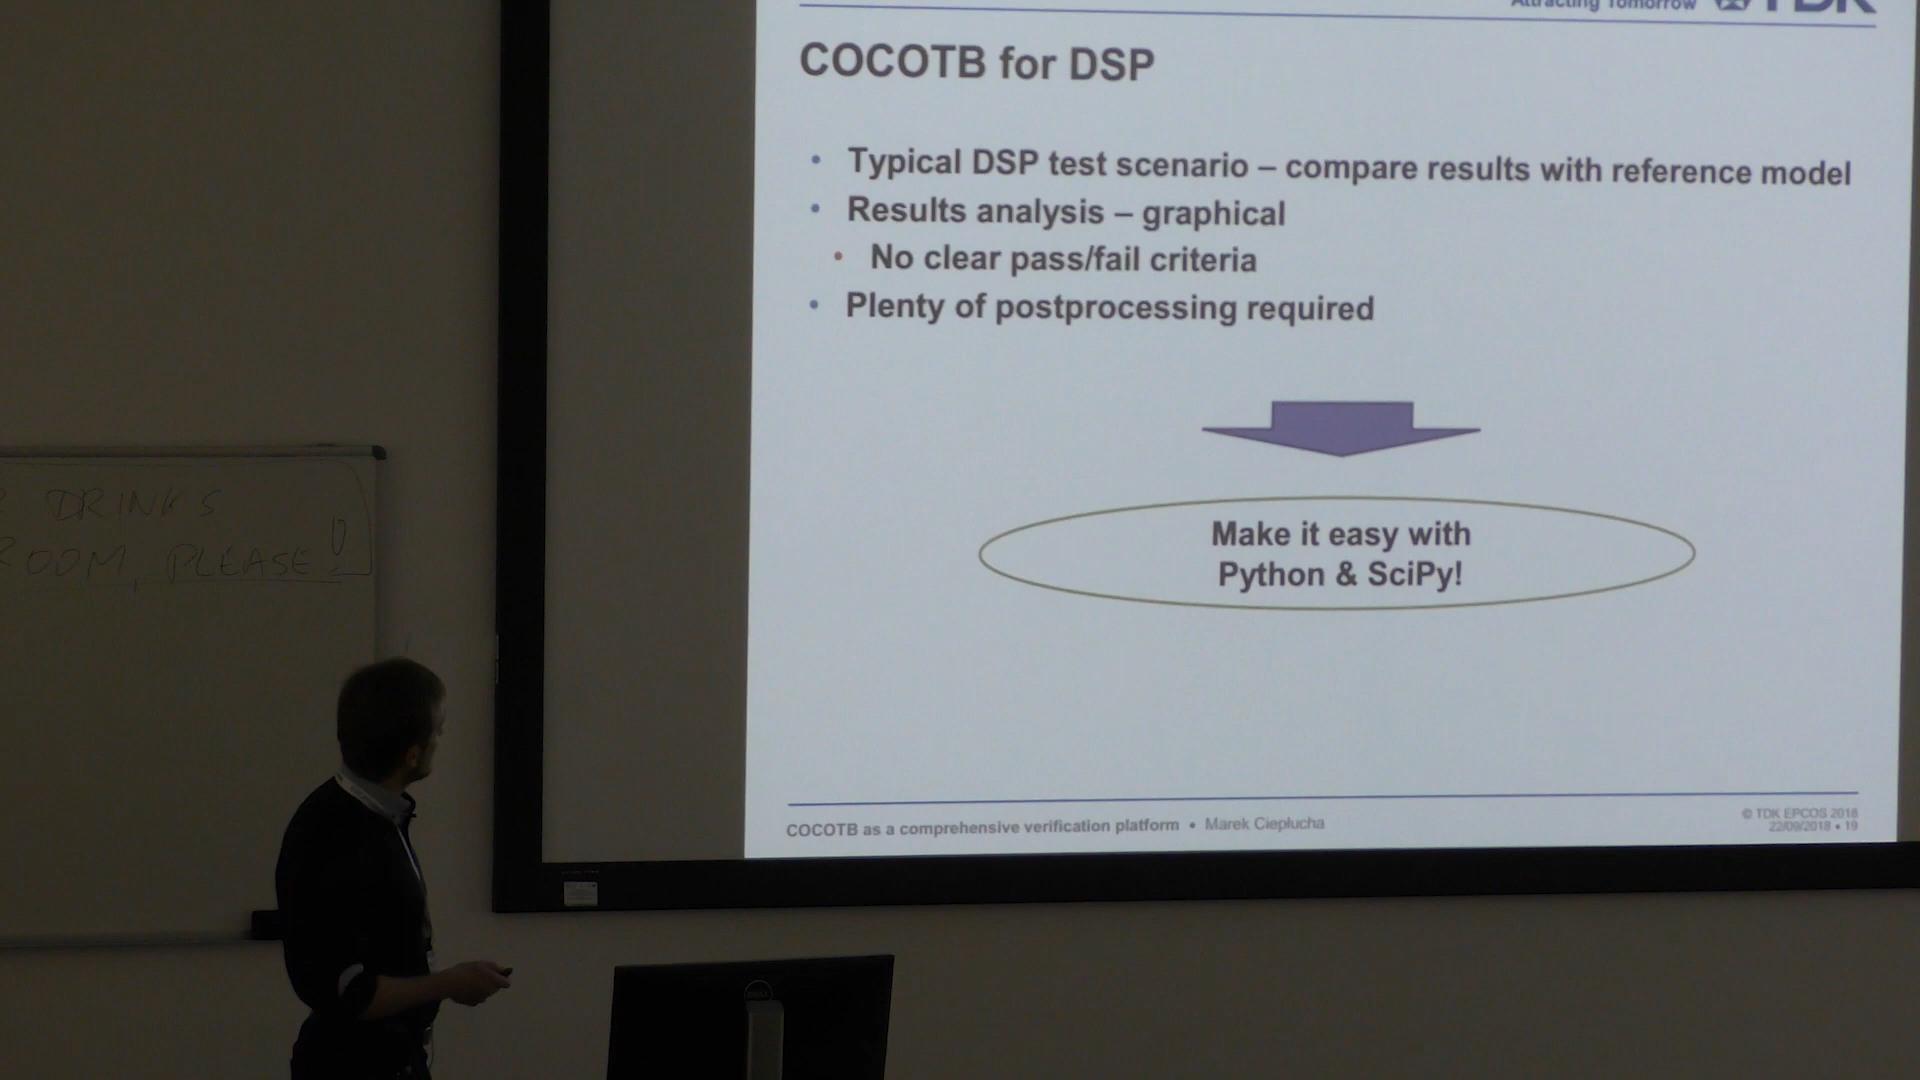 Attracting Tomorrow TDK
COCOTB for DSP
• Typical DSP test scenario – compare results with reference model
• Results analysis – graphical
• No clear pass/fail criteria
• Plenty of postprocessing required
Make it easy with
Python & SciPy!
COCOTB as a comprehensive verification platform • Marek Cieplucha
© TDK EPCOS 2018
22/09/2018 • 19
DRINKS
ROOM, PLEASE!
DELL